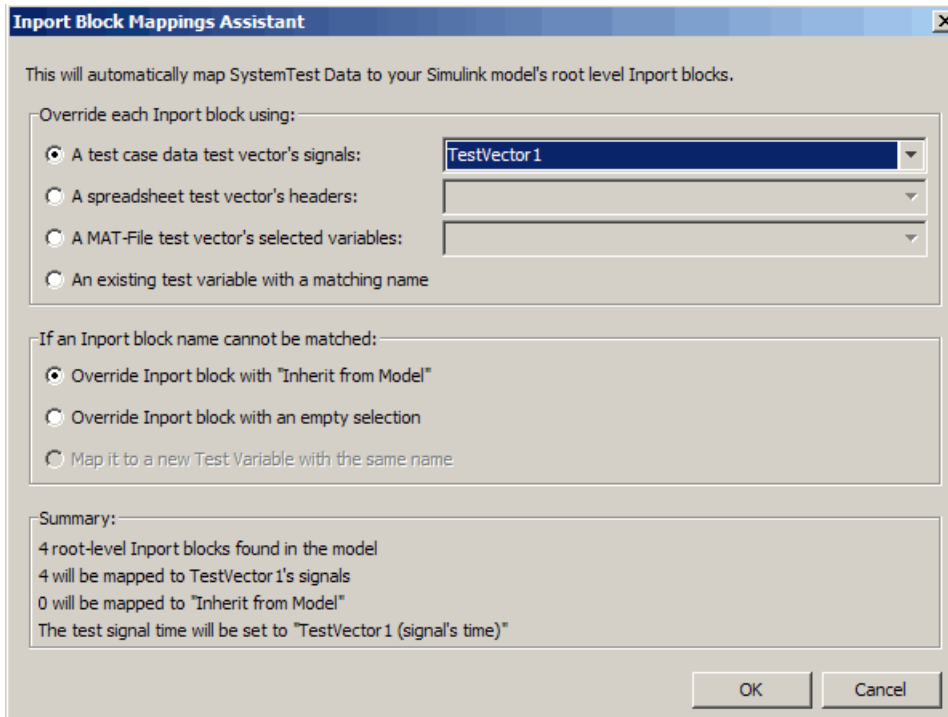 Inport Block Mappings Assistant
This will automatically map SystemTest Data to your Simulink model's root level Inport blocks.
Override each Inport block using:
A test case data test vector's signals: TestVector1
A spreadsheet test vector's headers:
A MAT-File test vector's selected variables:
An existing test variable with a matching name
If an Inport block name cannot be matched:
Override Inport block with "Inherit from Model"
Override Inport block with an empty selection
Map it to a new Test Variable with the same name
Summary:
4 root-level Inport blocks found in the model
4 will be mapped to TestVector1's signals
0 will be mapped to "Inherit from Model"
The test signal time will be set to "TestVector1 (signal's time)"
OK Cancel